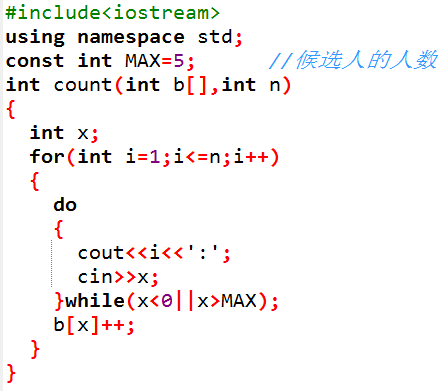 #include<iostream>
using namespace std;
const int MAX=5;      //候选人的人数
int count(int b[],int n)
{
  int x;
  for(int i=1;i<=n;i++)
  {
    do
    {
      cout<<i<<':';
      cin>>x;
    }while(x<0||x>MAX);
    b[x]++;
  }
}